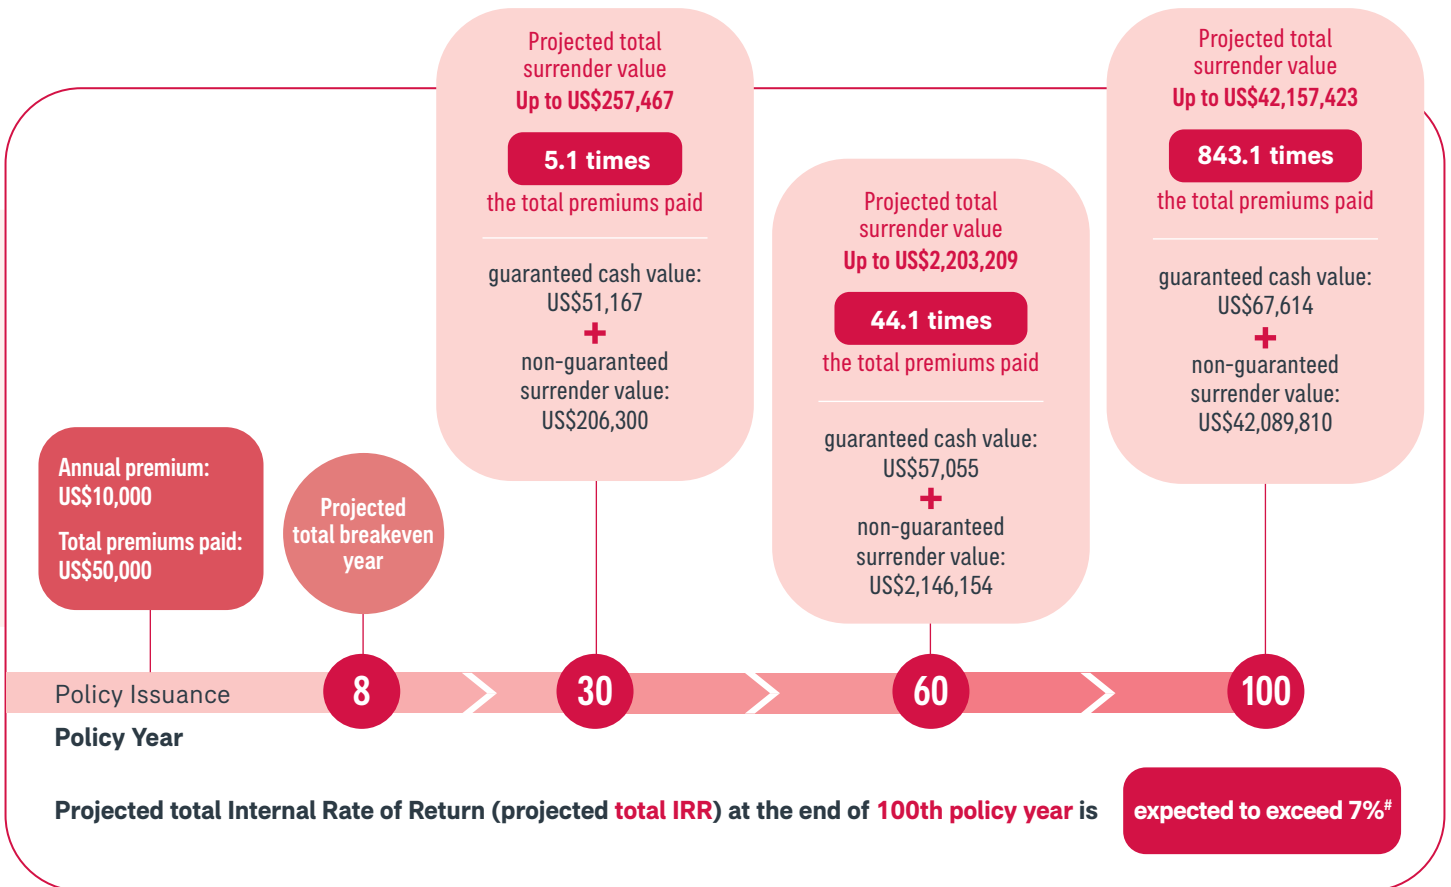 Annual premium:
US$10,000
Total premiums paid:
US$50,000
Projected
total breakeven
year
Projected total
surrender value
Up to US$257,467
5.1 times
the total premiums paid
guaranteed cash value:
US$51,167
+
non-guaranteed
surrender value:
US$206,300
Projected total
surrender value
Up to US$2,203,209
44.1 times
the total premiums paid
guaranteed cash value:
US$57,055
+
non-guaranteed
surrender value:
US$2,146,154
Projected total
surrender value
Up to US$42,157,423
843.1 times
the total premiums paid
guaranteed cash value:
US$67,614
+
non-guaranteed
surrender value:
US$42,089,810
Policy Issuance
8
30
60
100
Policy Year
Projected total Internal Rate of Return (projected total IRR) at the end of 100th policy year is expected to exceed 7%#